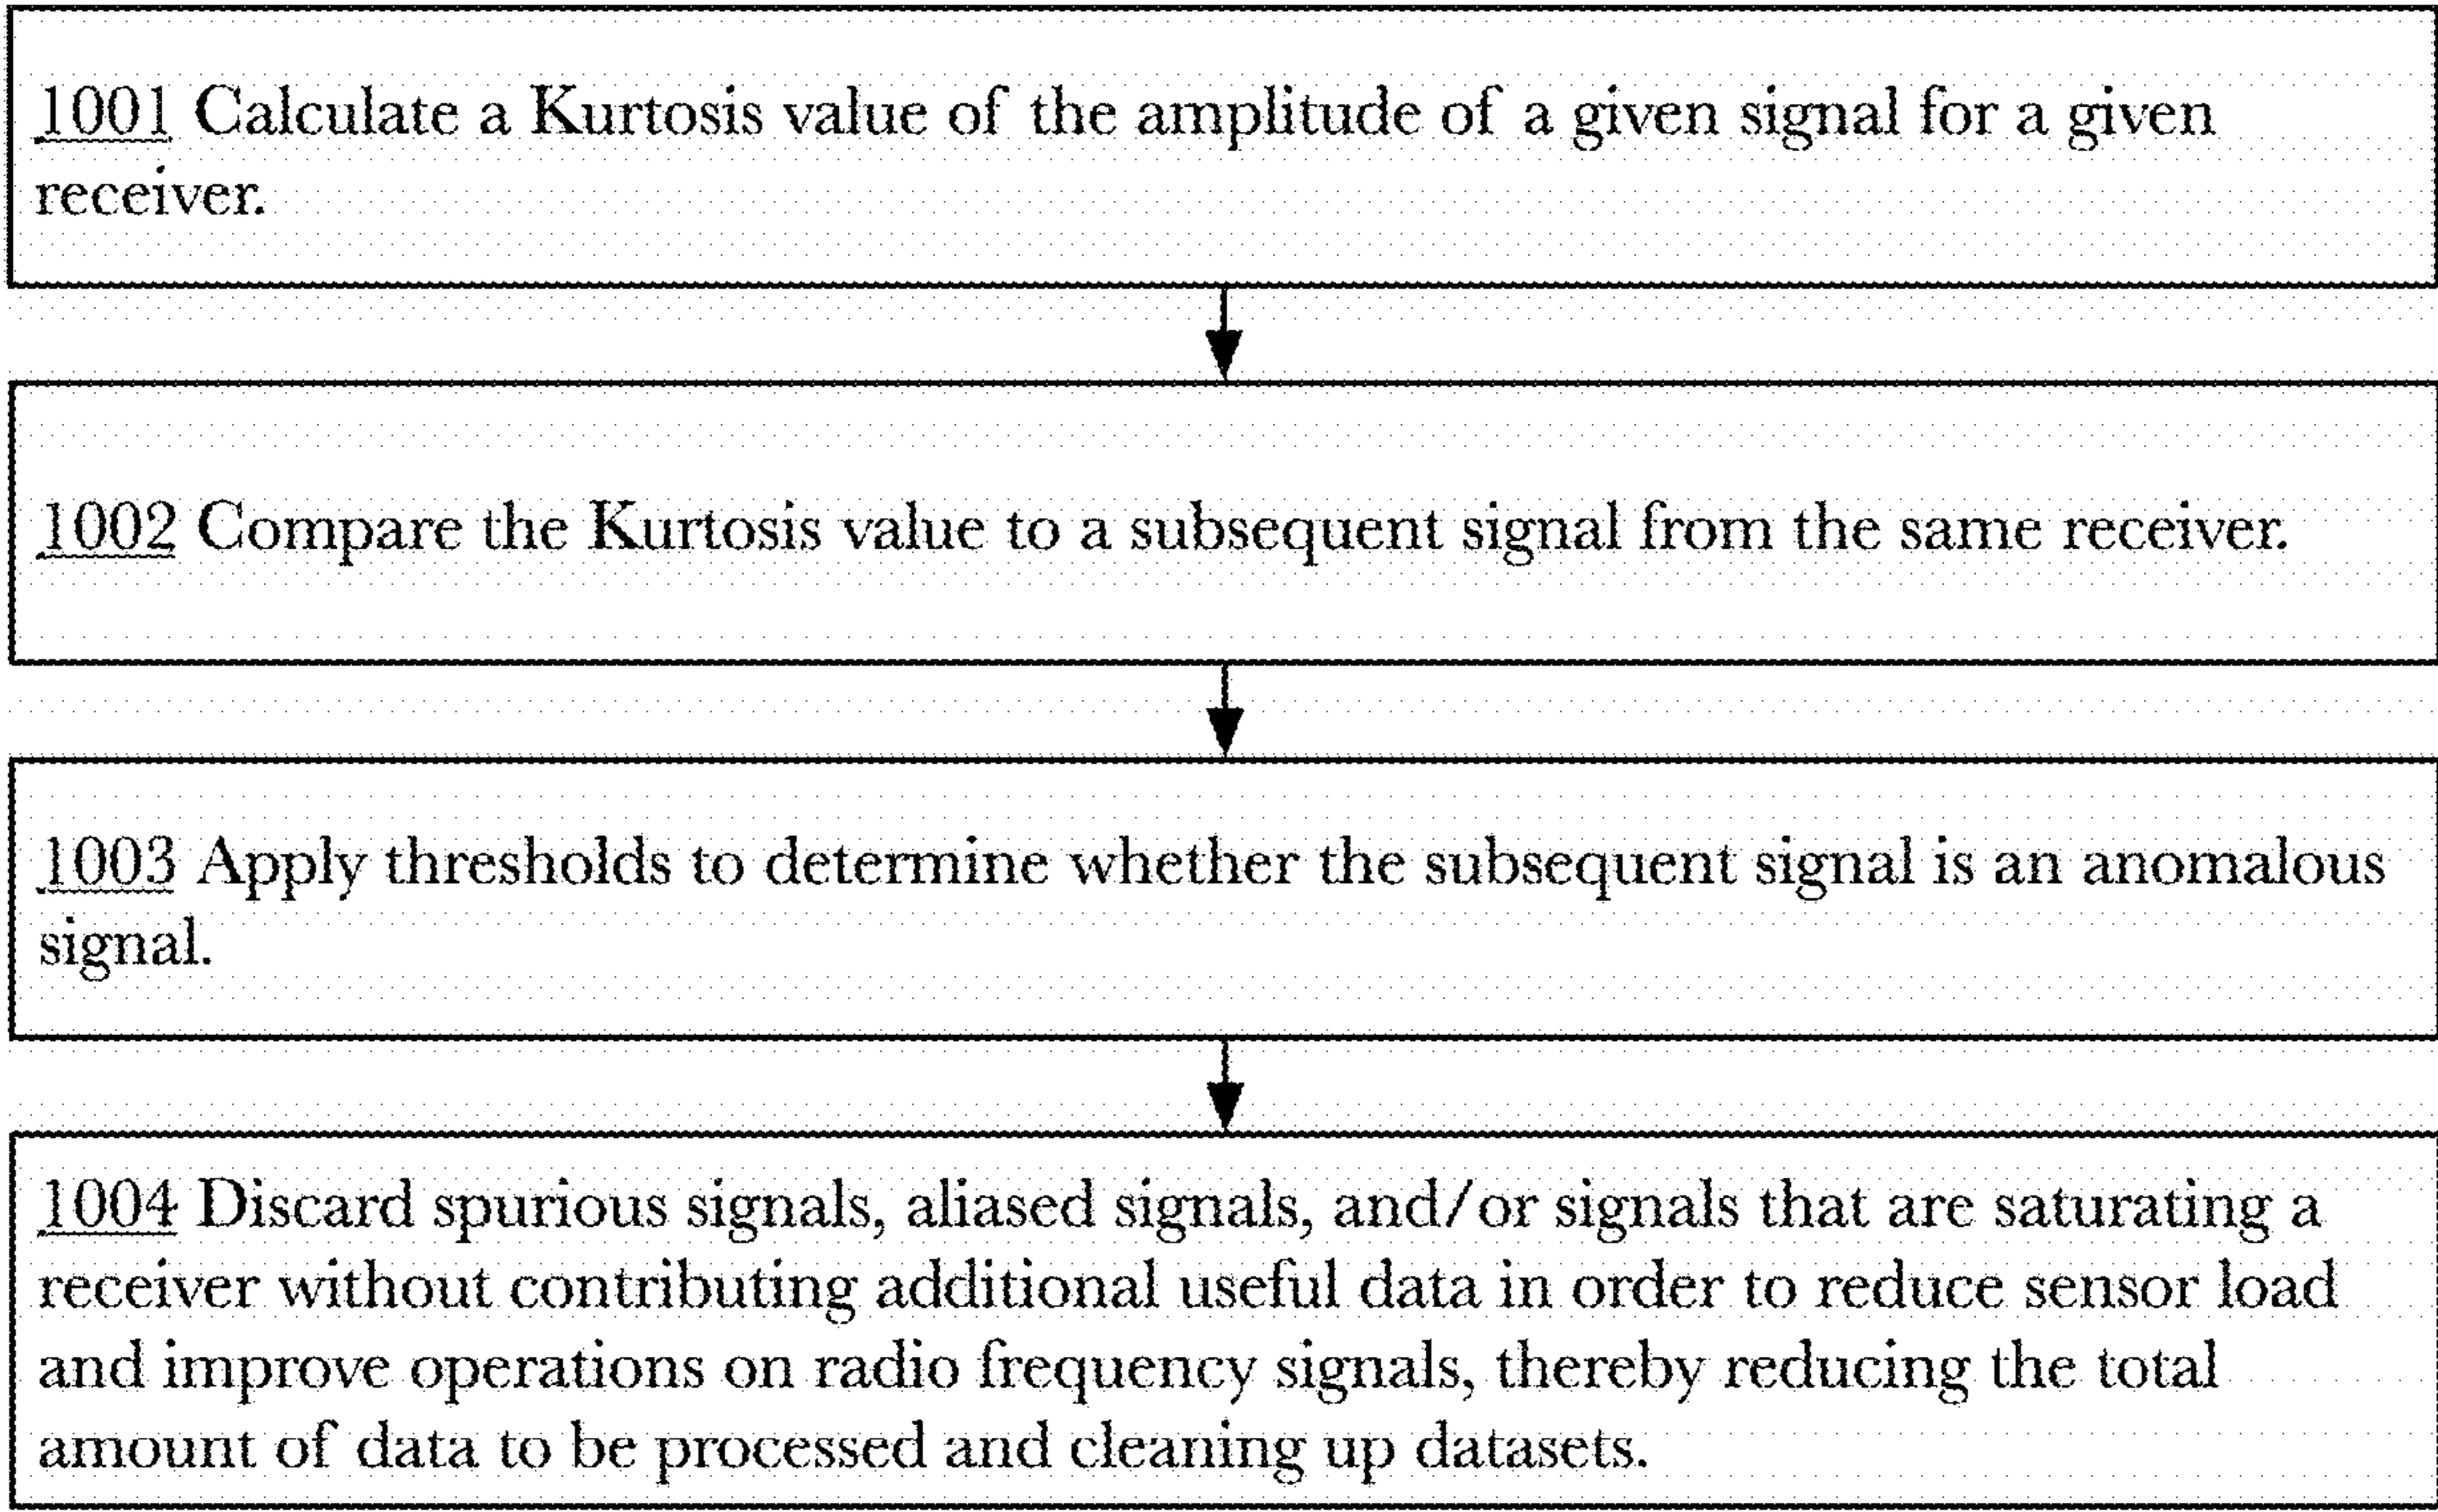 1001 Calculate a Kurtosis value of the amplitude of a given signal for a given
receiver.
1002 Compare the Kurtosis value to a subsequent signal from the same receiver.
1003 Apply thresholds to determine whether the subsequent signal is an anomalous
signal.
1004 Discard spurious signals, aliased signals, and/or signals that are saturating a
receiver without contributing additional useful data in order to reduce sensor load
and improve operations on radio frequency signals, thereby reducing the total
amount of data to be processed and cleaning up datasets.